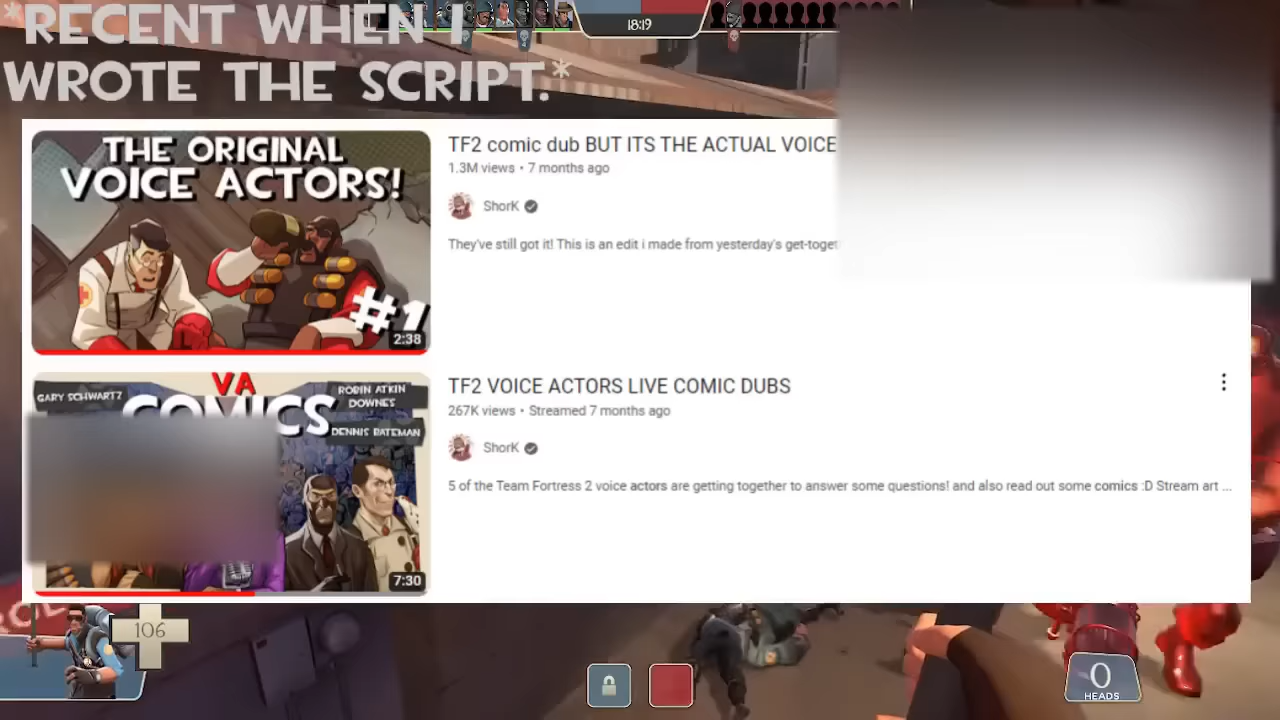 *RECENT WHEN I
WROTE THE SCRIPT.*
18:19
THE ORIGINAL
VOICE ACTORS!
#1
2:38
TF2 comic dub BUT ITS THE ACTUAL VOICE
1.3M views • 7 months ago
ShorK
They've still got it! This is an edit i made from yesterday's
VA
COMICS
GARY SCHWARTZ
ROBIN ATKIN
DOWNES
DENNIS BATEMAN
7:30
TF2 VOICE ACTORS LIVE COMIC DUBS
267K views • Streamed 7 months ago
ShorK
5 of the Team Fortress 2 voice actors are getting together to answer some questions! and also read out some comics :D Stream art ...
106
0
HEADS